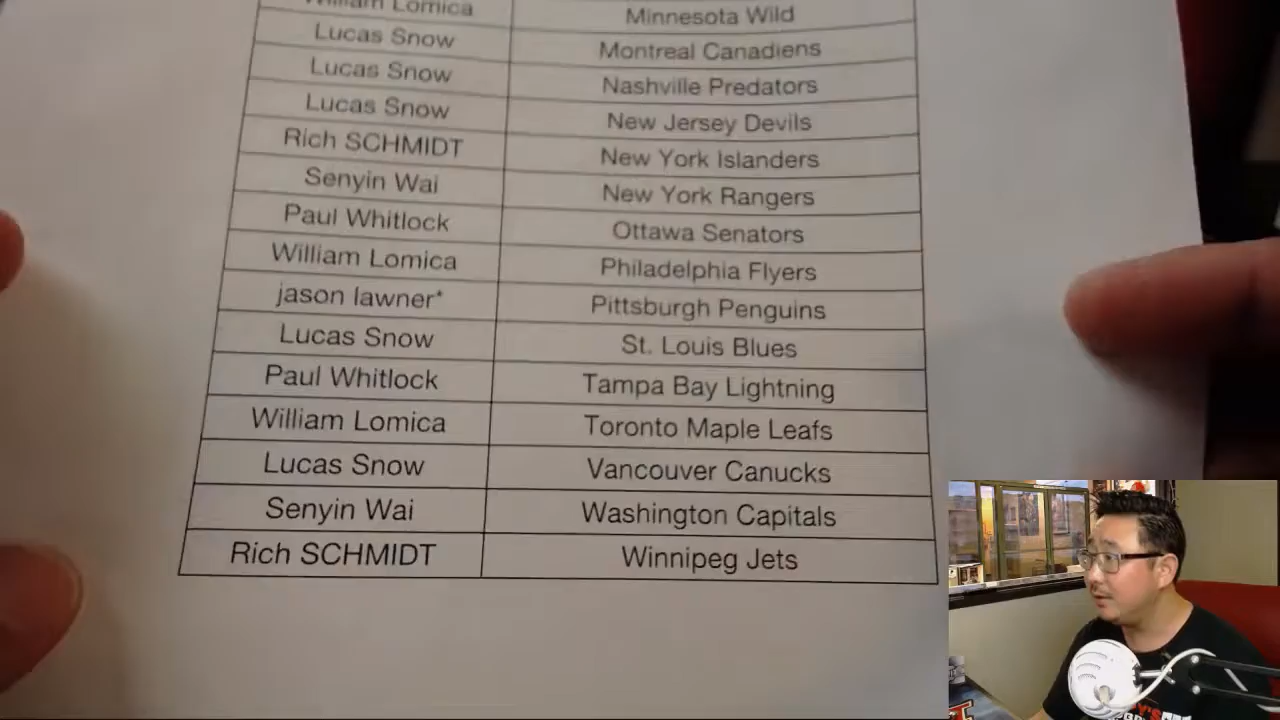 William Lomica Minnesota Wild
Lucas Snow Montreal Canadiens
Lucas Snow Nashville Predators
Lucas Snow New Jersey Devils
Rich SCHMIDT New York Islanders
Senyin Wai New York Rangers
Paul Whitlock Ottawa Senators
William Lomica Philadelphia Flyers
jason lawner* Pittsburgh Penguins
Lucas Snow St. Louis Blues
Paul Whitlock Tampa Bay Lightning
William Lomica Toronto Maple Leafs
Lucas Snow Vancouver Canucks
Senyin Wai Washington Capitals
Rich SCHMIDT Winnipeg Jets